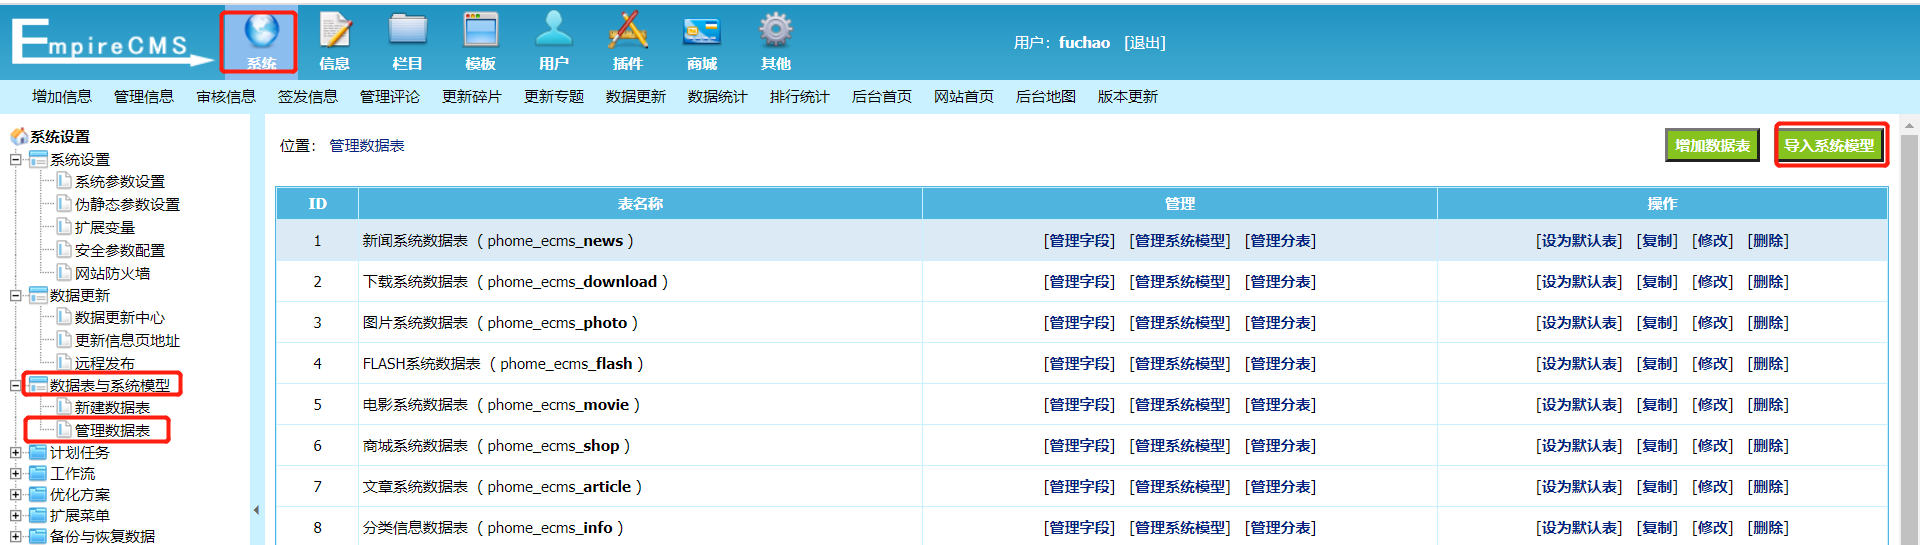 EmpireCMS
系统 信息 栏目 模板 用户 插件 商城 其他
用户: fuchao [退出]
增加信息 管理信息 审核信息 签发信息 管理评论 更新碎片 更新专题 数据更新 数据统计 排行统计 后台首页 网站首页 后台地图 版本更新
系统设置
系统设置
系统参数设置
伪静态参数设置
扩展变量
安全参数配置
网站防火墙
数据更新
数据更新中心
更新信息页地址
远程发布
数据表与系统模型
新建数据表
管理数据表
计划任务
工作流
优化方案
扩展菜单
备份与恢复数据
位置: 管理数据表
增加数据表 导入系统模型
ID 表名称 管理 操作
1 新闻系统数据表 ( phome_ecms_news ) [管理字段] [管理系统模型] [管理分表] [设为默认表] [复制] [修改] [删除]
2 下载系统数据表 ( phome_ecms_download ) [管理字段] [管理系统模型] [管理分表] [设为默认表] [复制] [修改] [删除]
3 图片系统数据表 ( phome_ecms_photo ) [管理字段] [管理系统模型] [管理分表] [设为默认表] [复制] [修改] [删除]
4 FLASH系统数据表 ( phome_ecms_flash ) [管理字段] [管理系统模型] [管理分表] [设为默认表] [复制] [修改] [删除]
5 电影系统数据表 ( phome_ecms_movie ) [管理字段] [管理系统模型] [管理分表] [设为默认表] [复制] [修改] [删除]
6 商城系统数据表 ( phome_ecms_shop ) [管理字段] [管理系统模型] [管理分表] [设为默认表] [复制] [修改] [删除]
7 文章系统数据表 ( phome_ecms_article ) [管理字段] [管理系统模型] [管理分表] [设为默认表] [复制] [修改] [删除]
8 分类信息数据表 ( phome_ecms_info ) [管理字段] [管理系统模型] [管理分表] [设为默认表] [复制] [修改] [删除]